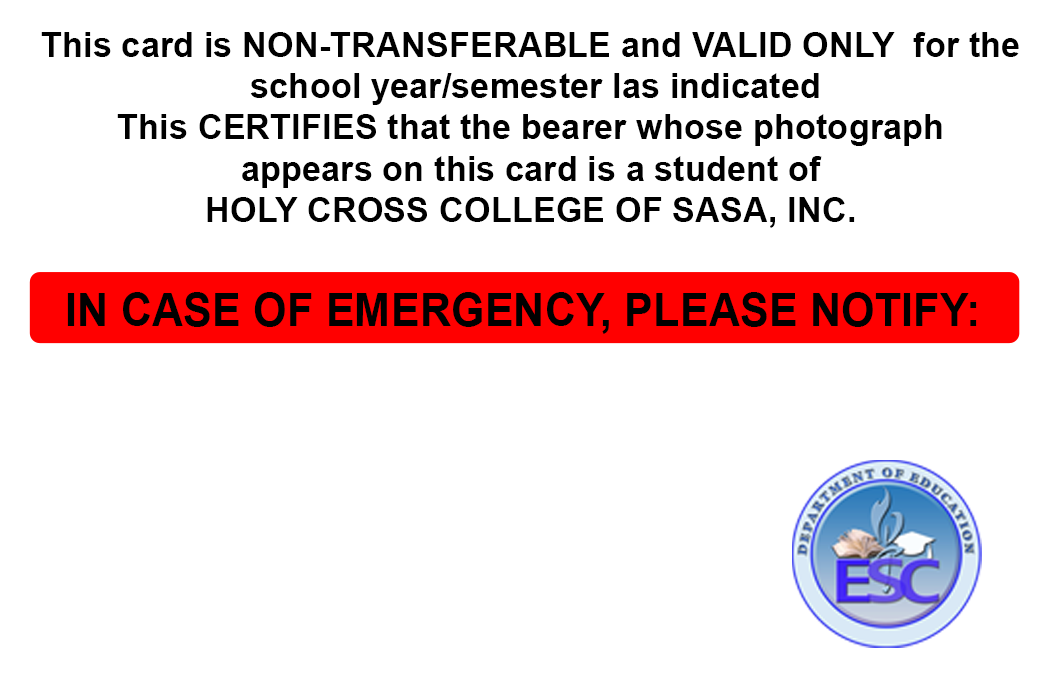 This card is NON-TRANSFERABLE and VALID ONLY  for the
school year/semester las indicated
This CERTIFIES that the bearer whose photograph
appears on this card is a student of
HOLY CROSS COLLEGE OF SASA, INC.
IN CASE OF EMERGENCY, PLEASE NOTIFY:
DEPARTMENT OF EDUCATION
ESC